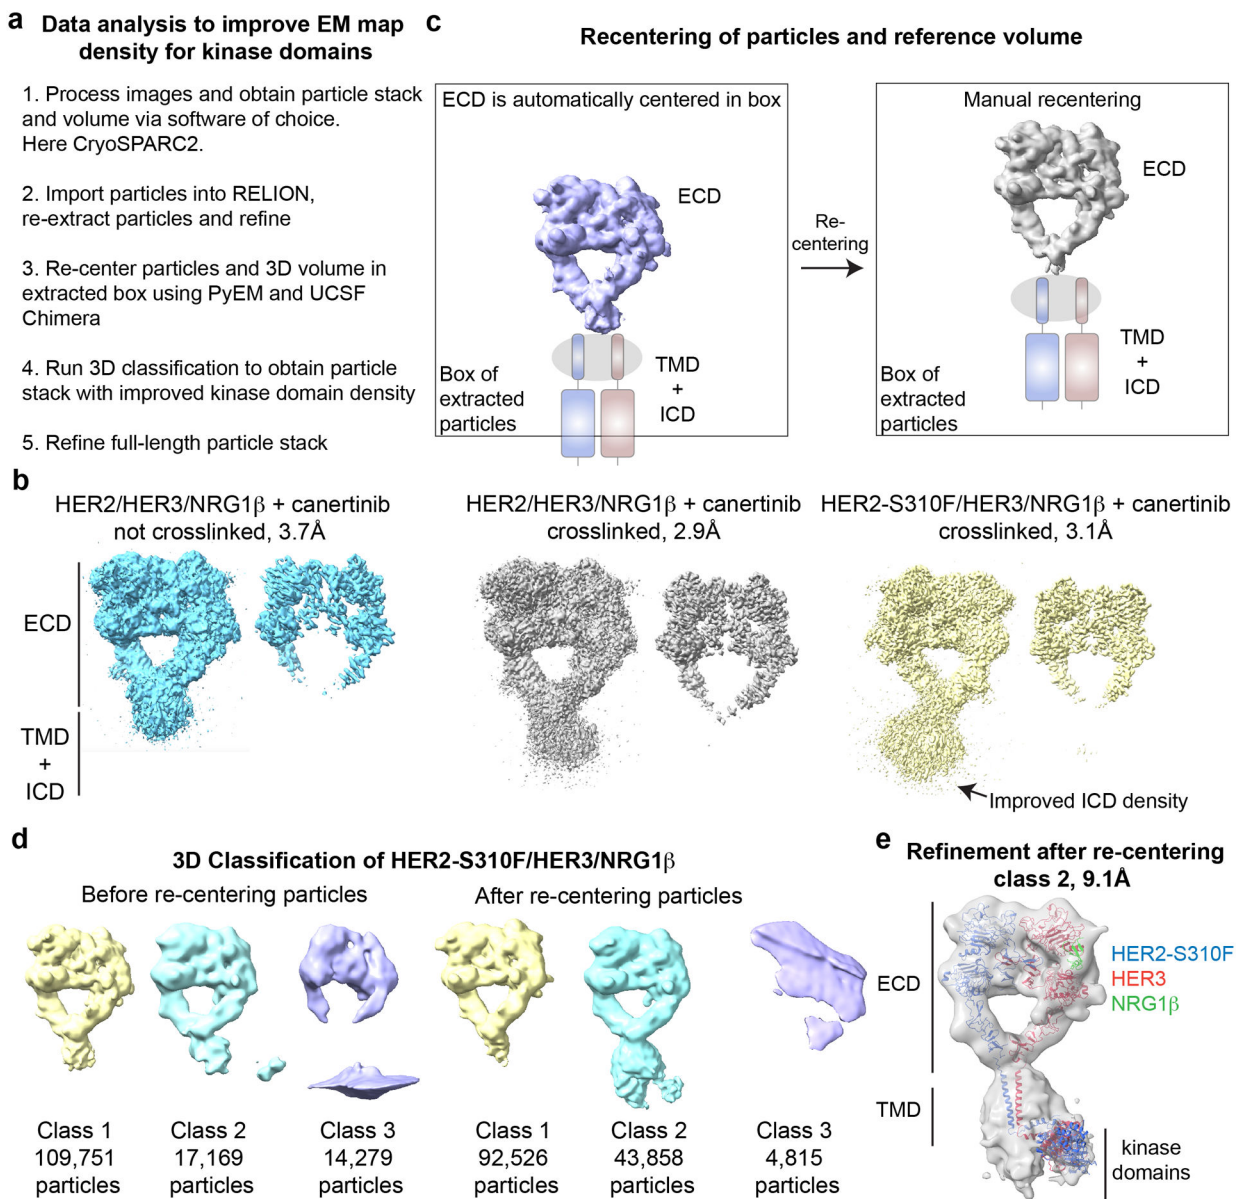 a Data analysis to improve EM map
density for kinase domains
1. Process images and obtain particle stack
and volume via software of choice.
Here CryoSPARC2.
2. Import particles into RELION,
re-extract particles and refine
3. Re-center particles and 3D volume in
extracted box using PyEM and UCSF
Chimera
4. Run 3D classification to obtain particle
stack with improved kinase domain density
5. Refine full-length particle stack
c Recentering of particles and reference volume
ECD is automatically centered in box
ECD
TMD
+
ICD
Box of
extracted
particles
Re-
centering
Manual recentering
ECD
TMD
+
ICD
Box of
extracted
particles
b
HER2/HER3/NRG1β + canertinib
not crosslinked, 3.7Å
HER2/HER3/NRG1β + canertinib
crosslinked, 2.9Å
HER2-S310F/HER3/NRG1β + canertinib
crosslinked, 3.1Å
ECD
TMD
+
ICD
Improved ICD density
d
3D Classification of HER2-S310F/HER3/NRG1β
Before re-centering particles
After re-centering particles
Class 1
109,751
particles
Class 2
17,169
particles
Class 3
14,279
particles
Class 1
92,526
particles
Class 2
43,858
particles
Class 3
4,815
particles
e Refinement after re-centering
class 2, 9.1Å
ECD
HER2-S310F
HER3
NRG1β
TMD
kinase
domains